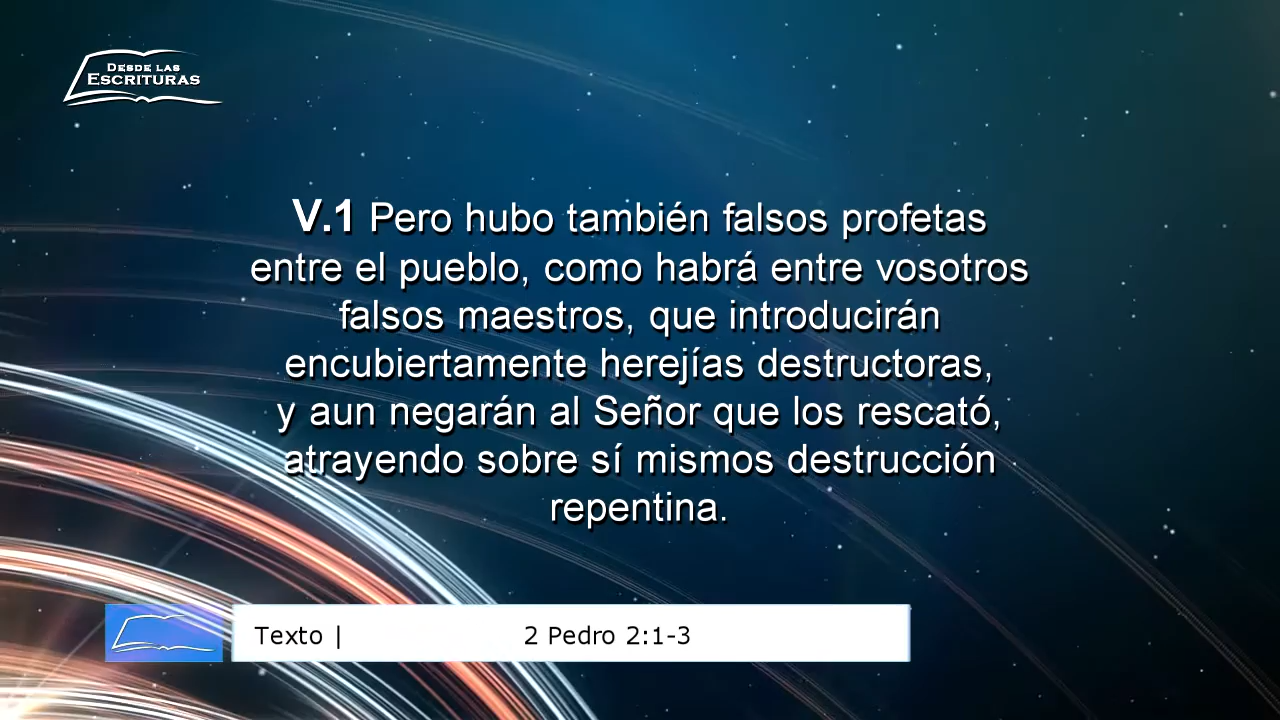 DESDE LAS
ESCRITURAS
V.1 Pero hubo también falsos profetas
entre el pueblo, como habrá entre vosotros
falsos maestros, que introducirán
encubiertamente herejías destructoras,
y aun negarán al Señor que los rescató,
atrayendo sobre sí mismos destrucción
repentina.
Texto | 2 Pedro 2:1-3